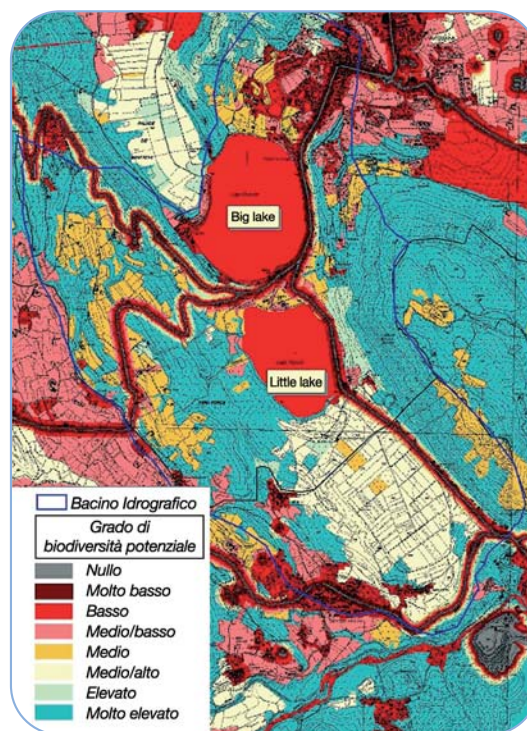 Big lake
Little lake
Bacino Idrografico
Grado di
biodiversità potenziale
Nullo
Molto basso
Basso
Medio/basso
Medio
Medio/alto
Elevato
Molto elevato